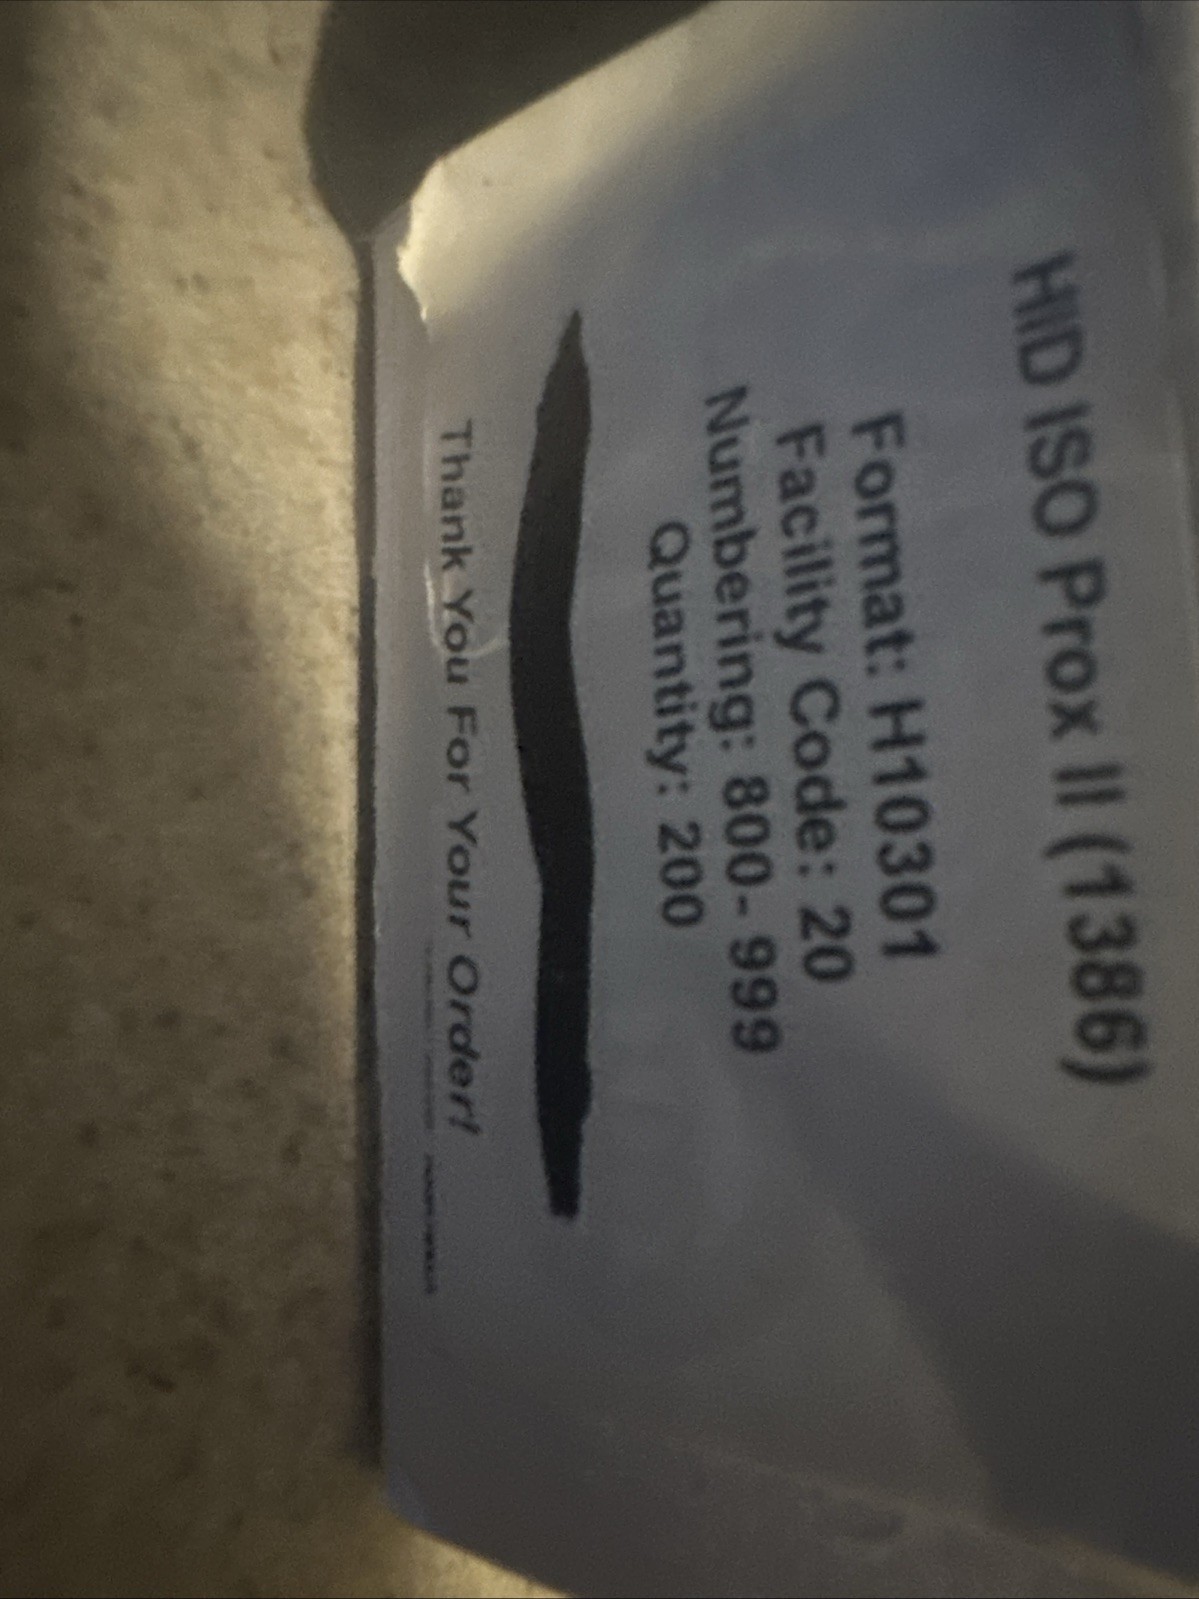 HID ISO Prox II (1386)
Format: H10301
Facility Code: 20
Numbering: 800- 999
Quantity: 200
Thank You For Your Order!